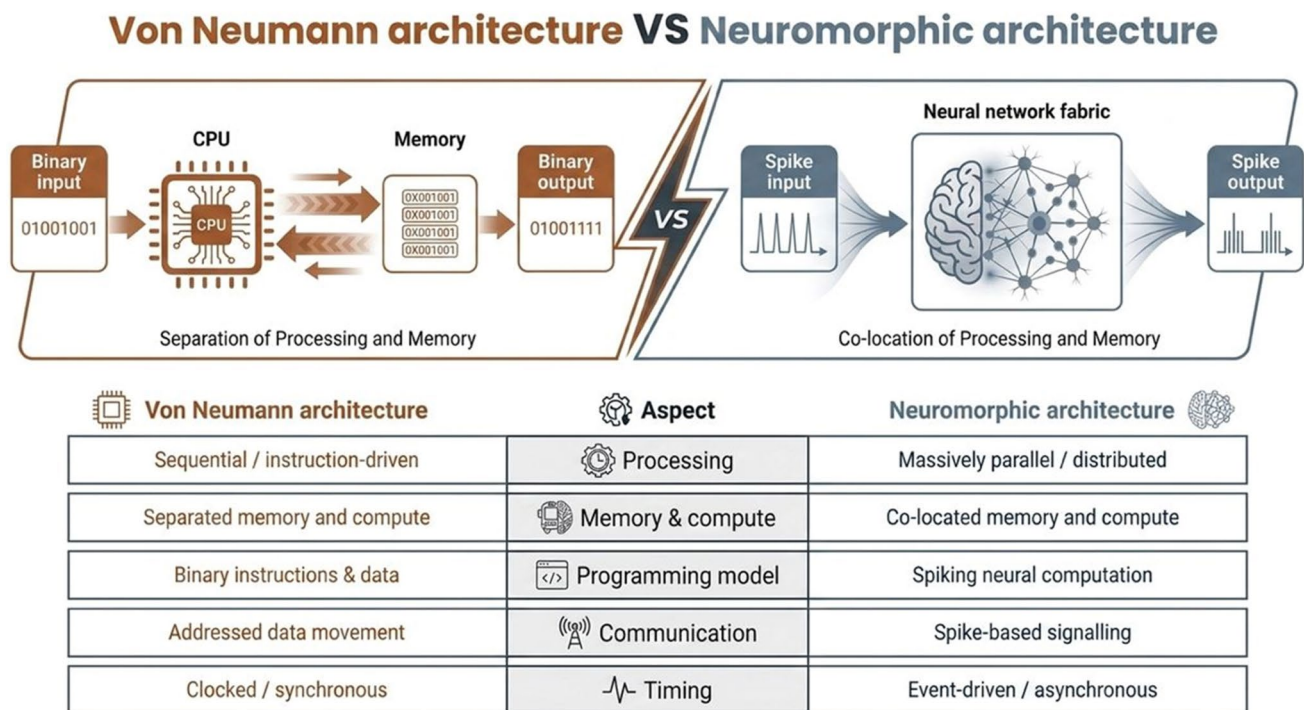 Von Neumann architecture VS Neuromorphic architecture
Binary input
01001001
CPU
CPU
Memory
0X001001
0X001001
0X001001
0X001001
Binary output
01001111
Separation of Processing and Memory
VS
Spike input
Neural network fabric
Spike output
Co-location of Processing and Memory
Von Neumann architecture Aspect Neuromorphic architecture
Sequential / instruction-driven Processing Massively parallel / distributed
Separated memory and compute Memory & compute Co-located memory and compute
Binary instructions & data </> Programming model Spiking neural computation
Addressed data movement Communication Spike-based signalling
Clocked / synchronous Timing Event-driven / asynchronous